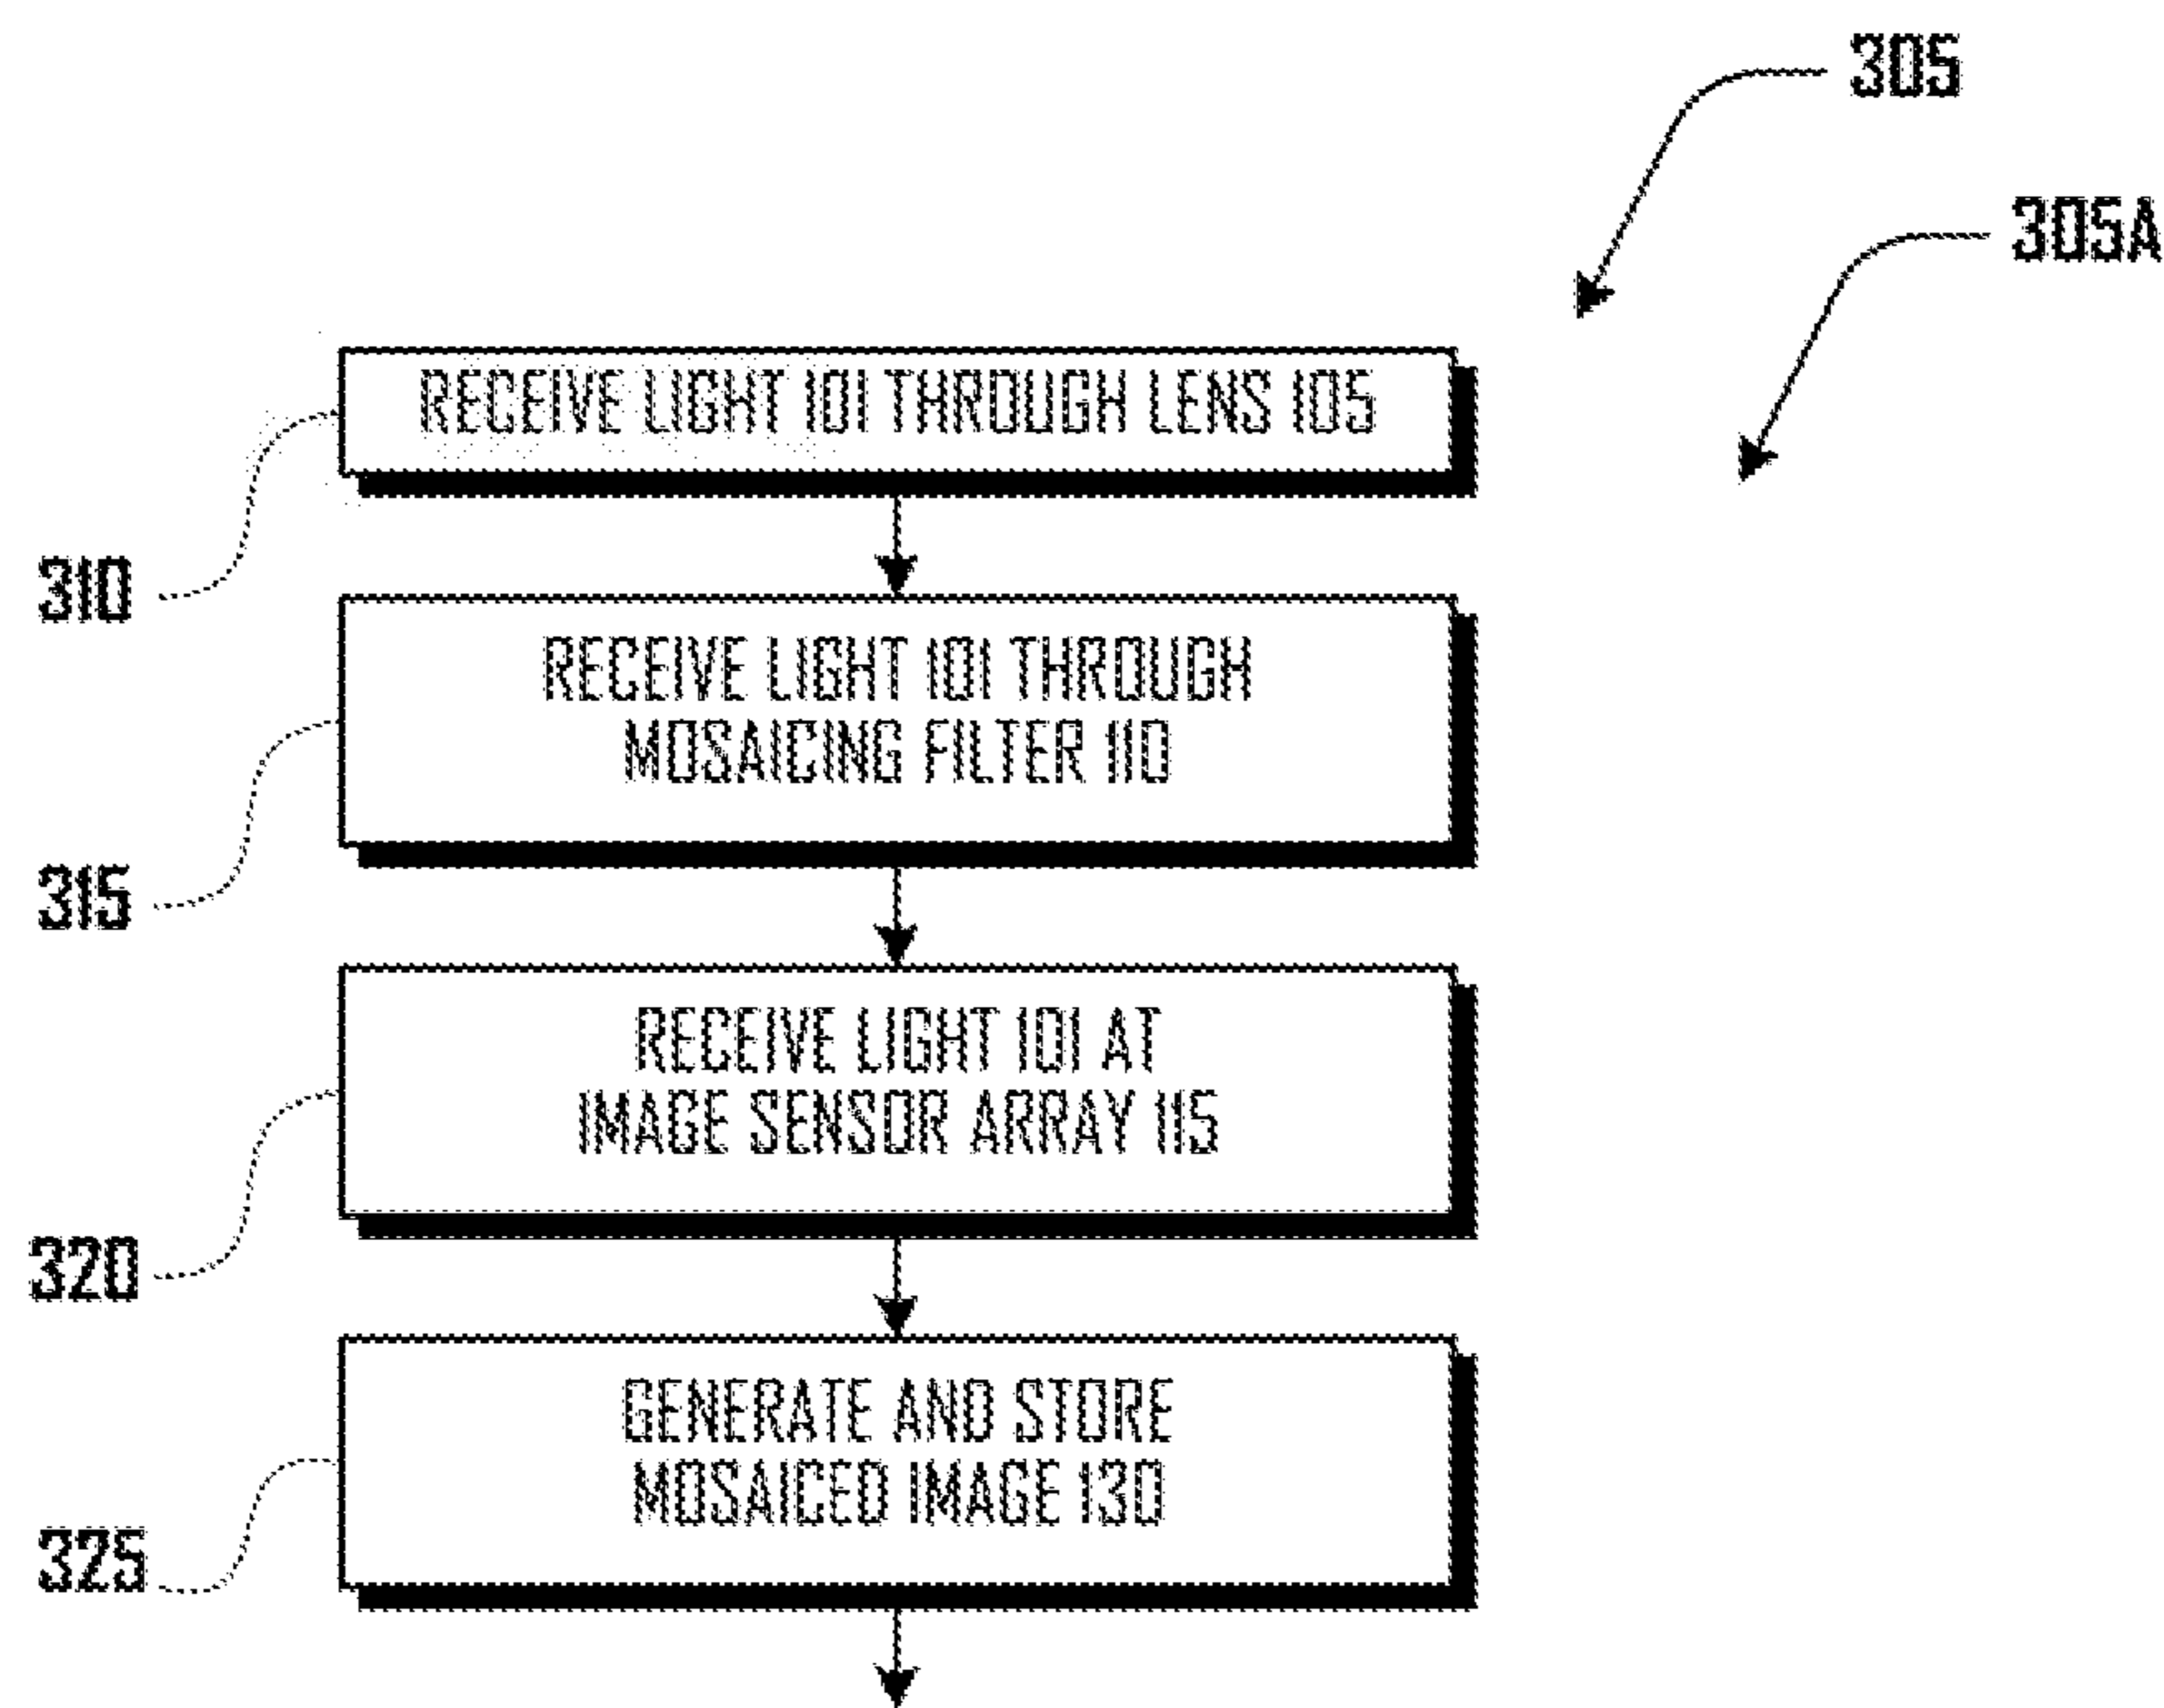 305
305A
RECEIVE LIGHT 101 THROUGH LENS 105
310
RECEIVE LIGHT 101 THROUGH
MOSAICING FILTER 110
315
RECEIVE LIGHT 101 AT
IMAGE SENSOR ARRAY 115
320
GENERATE AND STORE
MOSAICED IMAGE 130
325